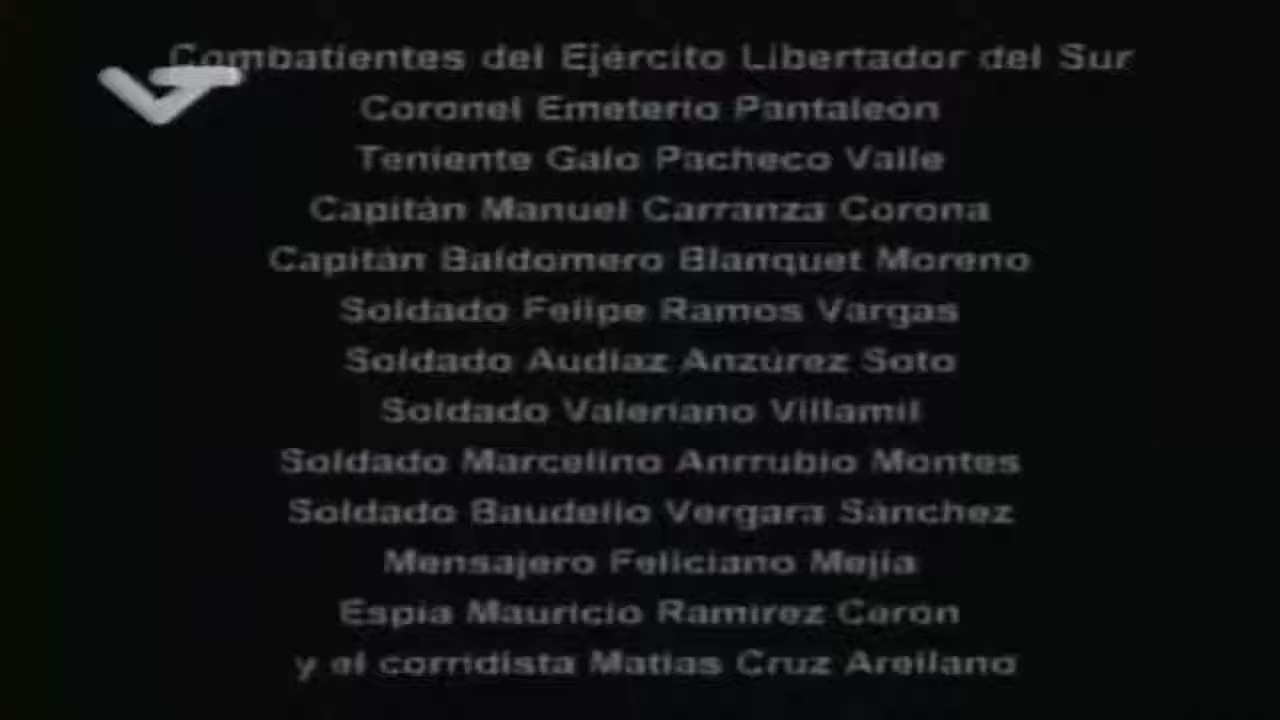 Combatientes del Ejército Libertador del Sur
Coronel Emeterio Pantaleón
Teniente Galo Pacheco Valle
Capitán Manuel Carranza Corona
Capitán Baldomero Blanquet Moreno
Soldado Felipe Ramos Vargas
Soldado Audíaz Anzúrez Soto
Soldado Valeriano Villamil
Soldado Marcelino Anrrubio Montes
Soldado Baudelio Vergara Sánchez
Mensajero Feliciano Mejía
Espía Mauricio Ramírez Cerón
y el corridista Matías Cruz Arellano